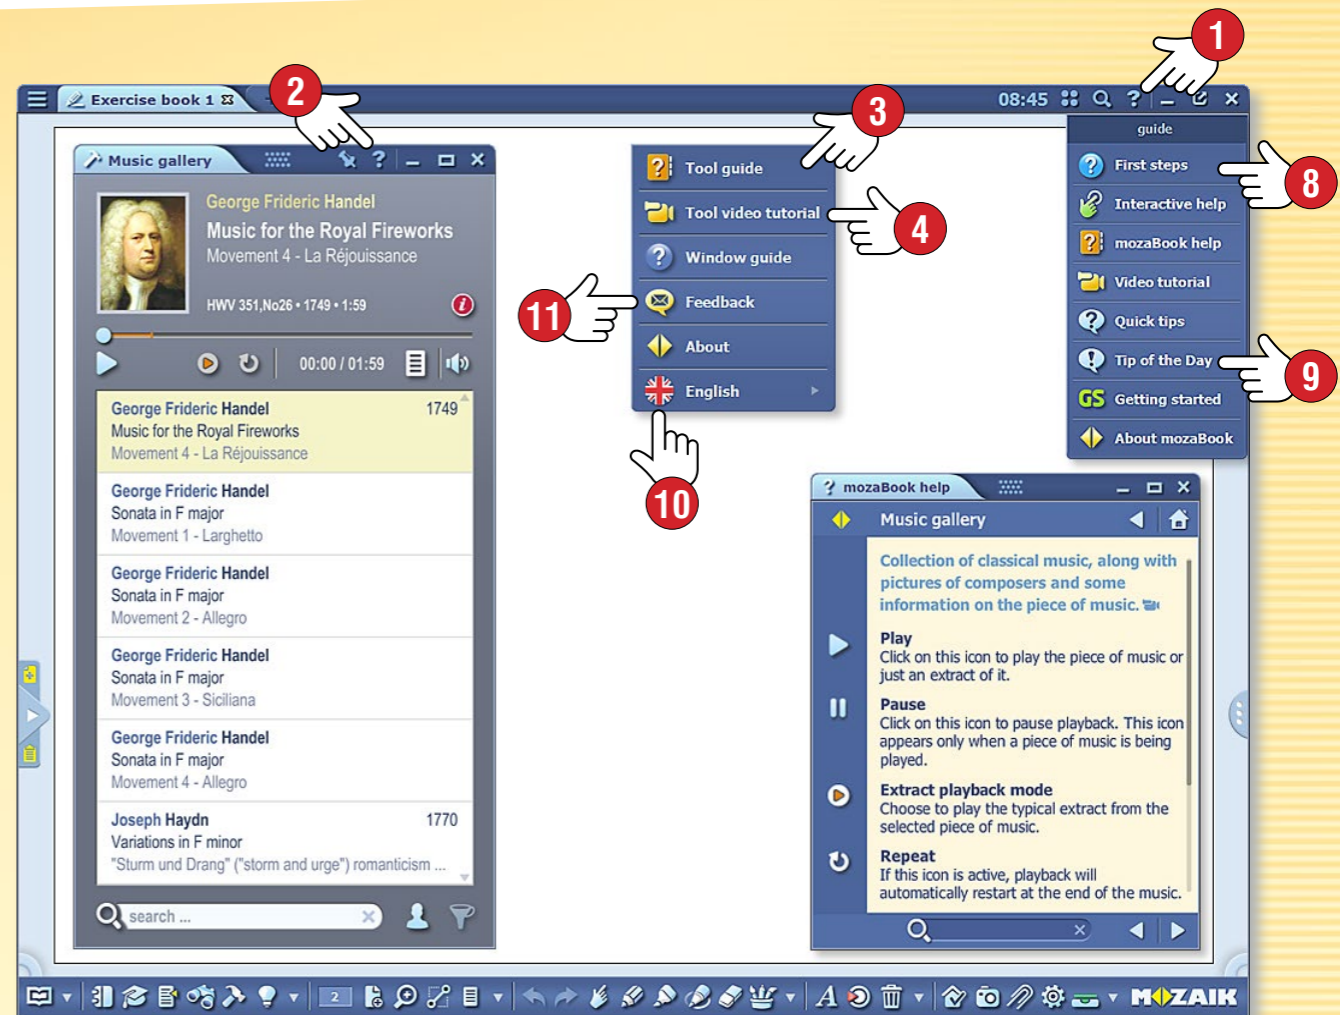 1
2
Exercise book 1
08:45
?
guide
First steps
8
Interactive help
mozaBook help
Video tutorial
Quick tips
Tip of the Day
9
GS Getting started
About mozaBook
Music gallery
?
George Frideric Handel
Music for the Royal Fireworks
Movement 4 - La Réjouissance
HWV 351,No26 • 1749 • 1:59
i
00:00 / 01:59
George Frideric Handel 1749
Music for the Royal Fireworks
Movement 4 - La Réjouissance
George Frideric Handel
Sonata in F major
Movement 1 - Larghetto
George Frideric Handel
Sonata in F major
Movement 2 - Allegro
George Frideric Handel
Sonata in F major
Movement 3 - Siciliana
George Frideric Handel
Sonata in F major
Movement 4 - Allegro
Joseph Haydn 1770
Variations in F minor
"Sturm und Drang" ("storm and urge") romanticism ...
search ...
3
Tool guide
Tool video tutorial
4
Window guide
11
Feedback
About
English
10
? mozaBook help
Music gallery
Collection of classical music, along with
pictures of composers and some
information on the piece of music.
Play
Click on this icon to play the piece of music or
just an extract of it.
Pause
Click on this icon to pause playback. This icon
appears only when a piece of music is being
played.
Extract playback mode
Choose to play the typical extract from the
selected piece of music.
Repeat
If this icon is active, playback will
automatically restart at the end of the music.
2
A
MOZAIK